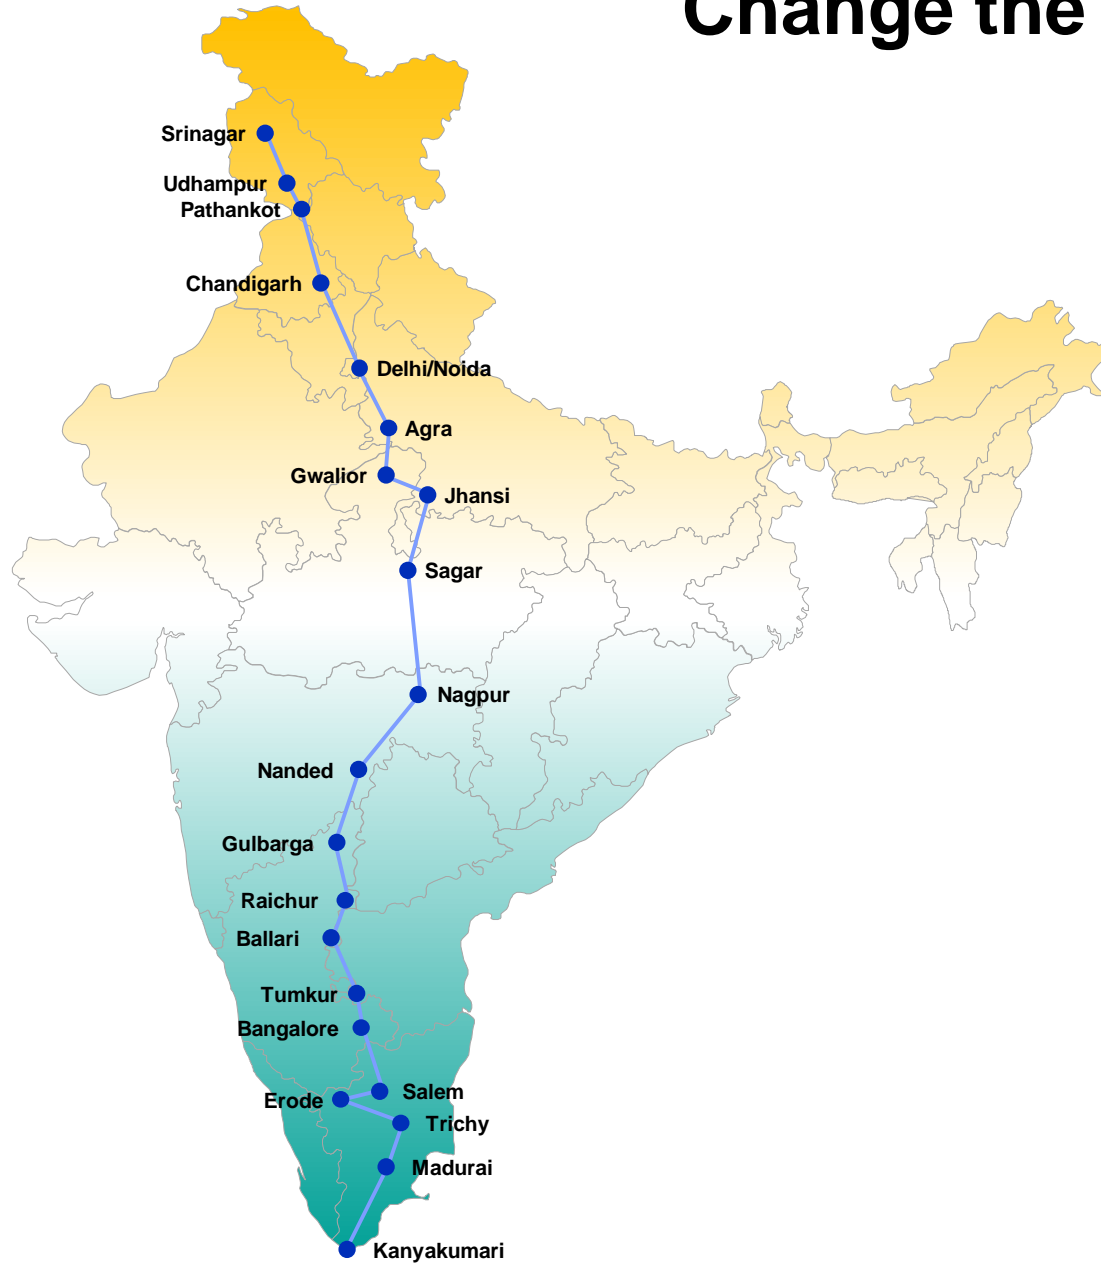 Change the
Srinagar
Udhampur
Pathankot
Chandigarh
Delhi/Noida
Agra
Gwalior
Jhansi
Sagar
Nagpur
Nanded
Gulbarga
Raichur
Ballari
Tumkur
Bangalore
Salem
Erode
Trichy
Madurai
Kanyakumari